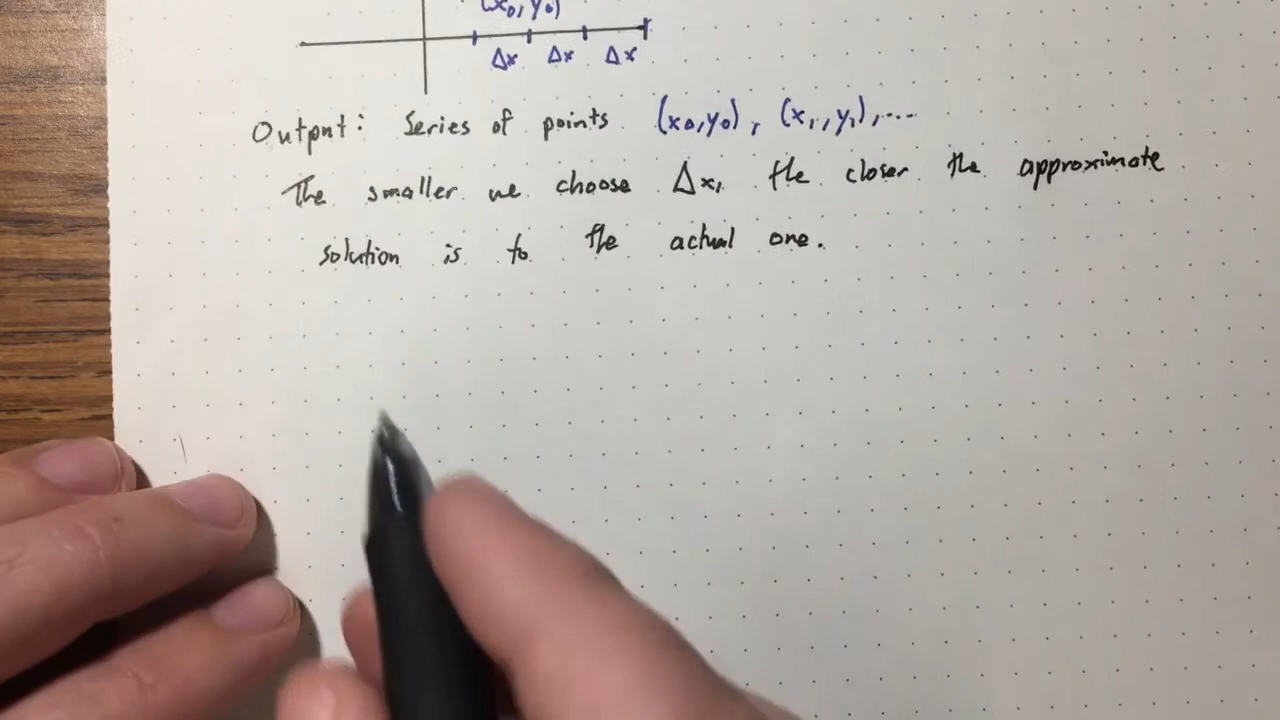 (x₀, y₀)
Δx Δx Δx
Output: Series of points (x₀,y₀), (x₁,y₁),...
The smaller we choose Δx, the closer the approximate
solution is to the actual one.